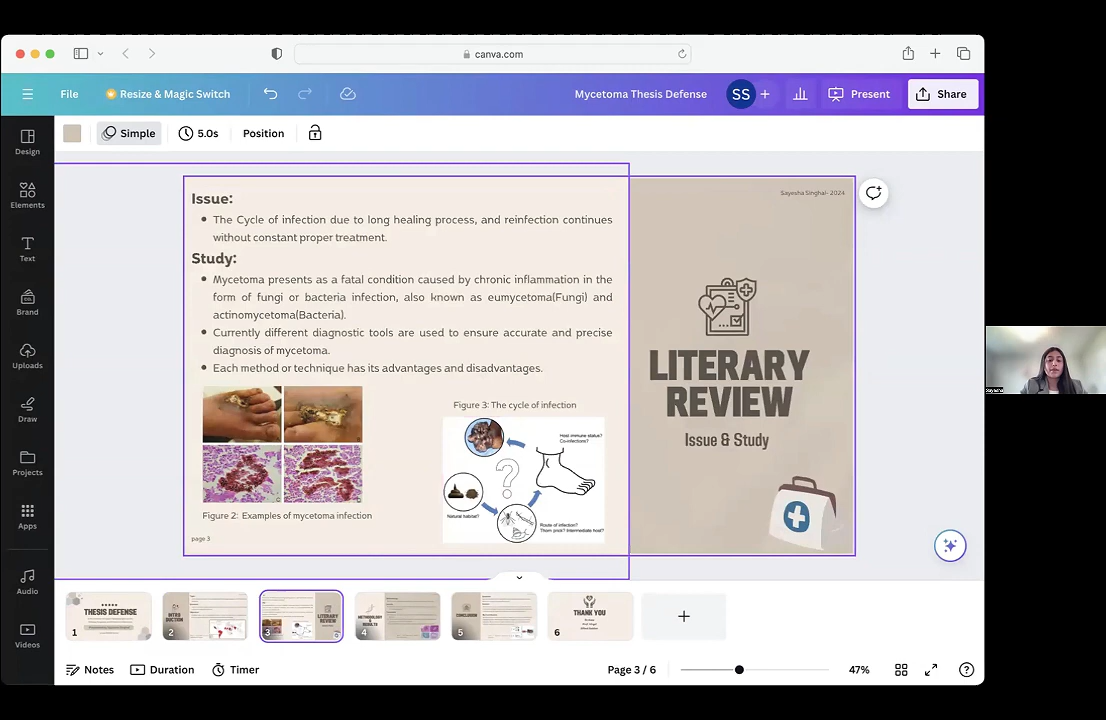 canva.com
File
Resize & Magic Switch
Mycetoma Thesis Defense
SS
Present
Share
Simple
5.0s
Position
Design
Elements
Text
Brand
Uploads
Draw
Projects
Apps
Audio
Videos
Issue:
The Cycle of infection due to long healing process, and reinfection continues
without constant proper treatment.
Study:
Mycetoma presents as a fatal condition caused by chronic inflammation in the
form of fungi or bacteria infection, also known as eumycetoma(Fungi) and
actinomycetoma(Bacteria).
Currently different diagnostic tools are used to ensure accurate and precise
diagnosis of mycetoma.
Each method or technique has its advantages and disadvantages.
Figure 2: Examples of mycetoma infection
page 3
Figure 3: The cycle of infection
Host immune status?
Co-infections?
?
Natural habitat?
Route of infection?
Thorn prick? Intermediate host?
Sayesha Singhal- 2024
LITERARY
REVIEW
Issue & Study
1
THESIS DEFENSE
2
INTRO
DUCTION
3
LITERARY
REVIEW
4
METHODOLOGY
& RESULTS
5
CONCLUSION
6
THANK YOU
Notes
Duration
Timer
Page 3 / 6
47%